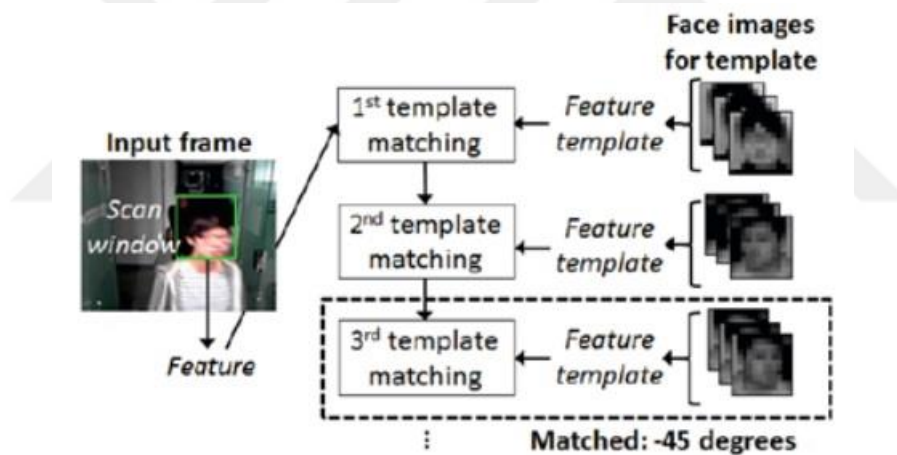 Face images
for template
1st template
matching
Feature
template
Input frame
Scan
window
2nd template
matching
Feature
template
3rd template
matching
Feature
template
Feature
⋮
Matched: -45 degrees